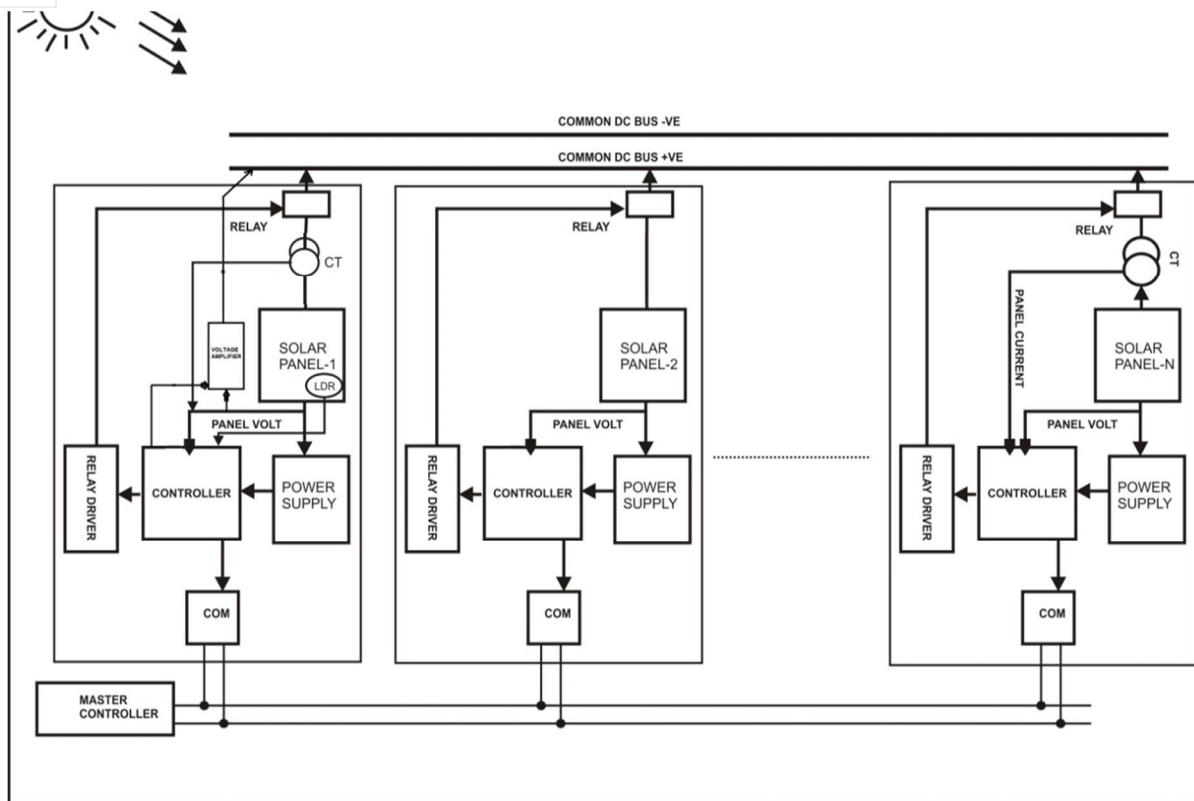 COMMON DC BUS -VE
COMMON DC BUS +VE
RELAY
CT
VOLTAGE
AMPLIFIER
SOLAR
PANEL-1
LDR
PANEL VOLT
RELAY DRIVER
CONTROLLER
POWER
SUPPLY
COM
RELAY
SOLAR
PANEL-2
PANEL VOLT
RELAY DRIVER
CONTROLLER
POWER
SUPPLY
COM
RELAY
CT
PANEL CURRENT
SOLAR
PANEL-N
PANEL VOLT
RELAY DRIVER
CONTROLLER
POWER
SUPPLY
COM
MASTER
CONTROLLER